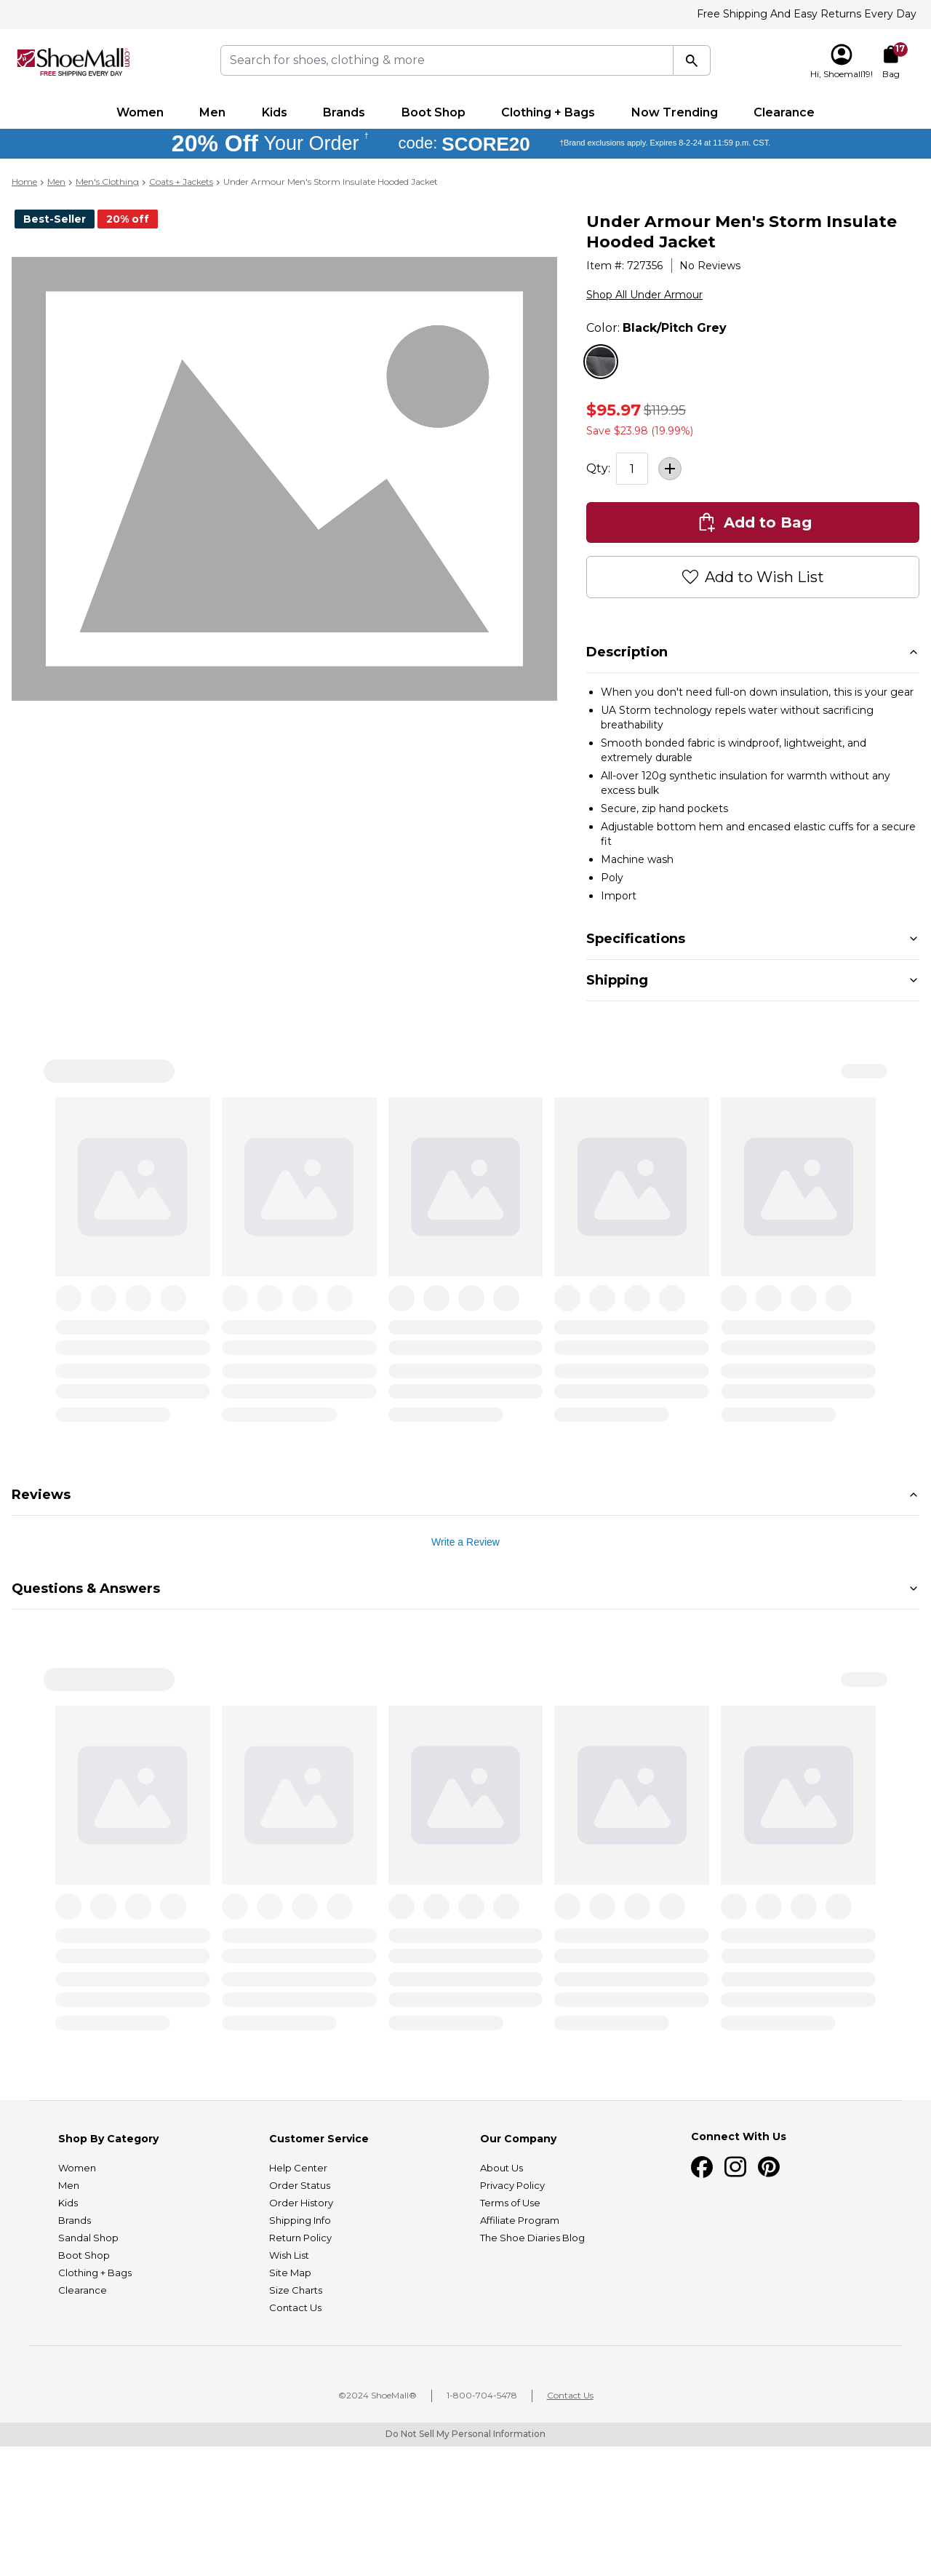 Free Shipping And Easy Returns Every Day
ShoeMall.com
FREE SHIPPING EVERY DAY
Search for shoes, clothing & more
17
Hi, Shoemall19!
Bag
Women
Men
Kids
Brands
Boot Shop
Clothing + Bags
Now Trending
Clearance
20% Off Your Order † code: SCORE20 †Brand exclusions apply. Expires 8-2-24 at 11:59 p.m. CST.
Home > Men > Men's Clothing > Coats + Jackets > Under Armour Men's Storm Insulate Hooded Jacket
Best-Seller
20% off
Under Armour Men's Storm Insulate
Hooded Jacket
Item #: 727356
No Reviews
Shop All Under Armour
Color: Black/Pitch Grey
$95.97 $119.95
Save $23.98 (19.99%)
Qty: 1
Add to Bag
Add to Wish List
Description
• When you don't need full-on down insulation, this is your gear
• UA Storm technology repels water without sacrificing
breathability
• Smooth bonded fabric is windproof, lightweight, and
extremely durable
• All-over 120g synthetic insulation for warmth without any
excess bulk
• Secure, zip hand pockets
• Adjustable bottom hem and encased elastic cuffs for a secure
fit
• Machine wash
• Poly
• Import
Specifications
Shipping
Reviews
Write a Review
Questions & Answers
Shop By Category
Women
Men
Kids
Brands
Sandal Shop
Boot Shop
Clothing + Bags
Clearance
Customer Service
Help Center
Order Status
Order History
Shipping Info
Return Policy
Wish List
Site Map
Size Charts
Contact Us
Our Company
About Us
Privacy Policy
Terms of Use
Affiliate Program
The Shoe Diaries Blog
Connect With Us
©2024 ShoeMall®
1-800-704-5478
Contact Us
Do Not Sell My Personal Information